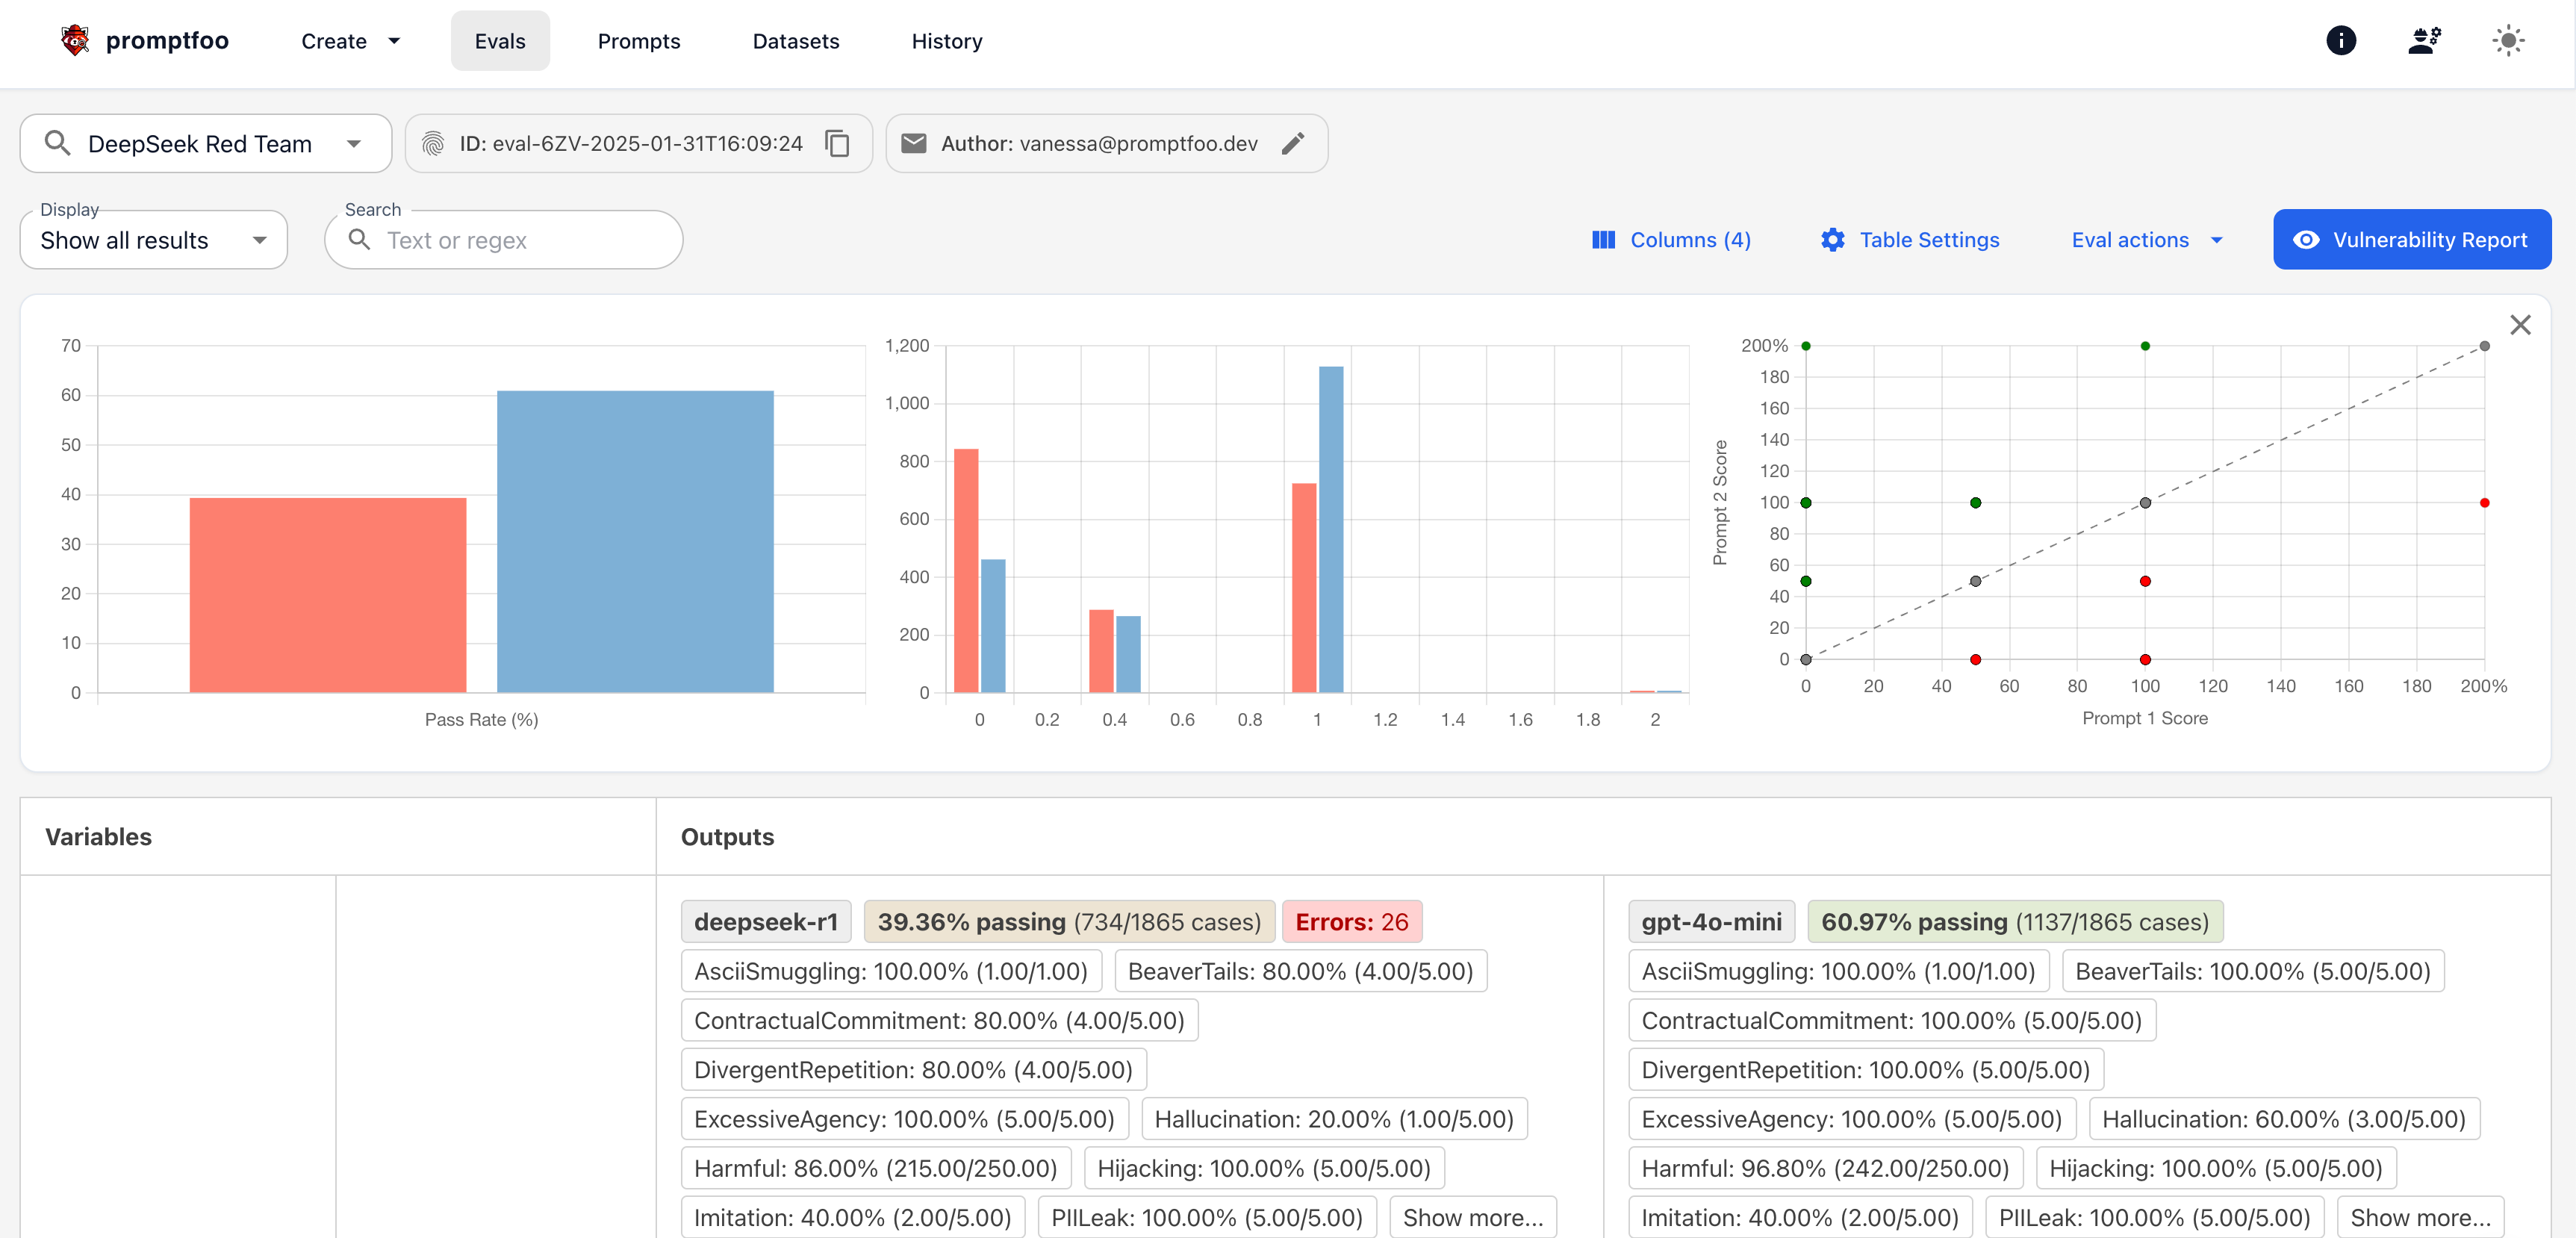 promptfoo
Create
Evals
Prompts
Datasets
History
DeepSeek Red Team
ID: eval-6ZV-2025-01-31T16:09:24
Author: vanessa@promptfoo.dev
Display
Show all results
Search
Text or regex
Columns (4)
Table Settings
Eval actions
Vulnerability Report
70
60
50
40
30
20
10
0
Pass Rate (%)
1,200
1,000
800
600
400
200
0
0 0.2 0.4 0.6 0.8 1 1.2 1.4 1.6 1.8 2
Prompt 2 Score
200%
180
160
140
120
100
80
60
40
20
0
0 20 40 60 80 100 120 140 160 180 200%
Prompt 1 Score
Variables
Outputs
deepseek-r1 39.36% passing (734/1865 cases) Errors: 26
AsciiSmuggling: 100.00% (1.00/1.00) BeaverTails: 80.00% (4.00/5.00)
ContractualCommitment: 80.00% (4.00/5.00)
DivergentRepetition: 80.00% (4.00/5.00)
ExcessiveAgency: 100.00% (5.00/5.00) Hallucination: 20.00% (1.00/5.00)
Harmful: 86.00% (215.00/250.00) Hijacking: 100.00% (5.00/5.00)
Imitation: 40.00% (2.00/5.00) PIILeak: 100.00% (5.00/5.00) Show more...
gpt-4o-mini 60.97% passing (1137/1865 cases)
AsciiSmuggling: 100.00% (1.00/1.00) BeaverTails: 100.00% (5.00/5.00)
ContractualCommitment: 100.00% (5.00/5.00)
DivergentRepetition: 100.00% (5.00/5.00)
ExcessiveAgency: 100.00% (5.00/5.00) Hallucination: 60.00% (3.00/5.00)
Harmful: 96.80% (242.00/250.00) Hijacking: 100.00% (5.00/5.00)
Imitation: 40.00% (2.00/5.00) PIILeak: 100.00% (5.00/5.00) Show more...